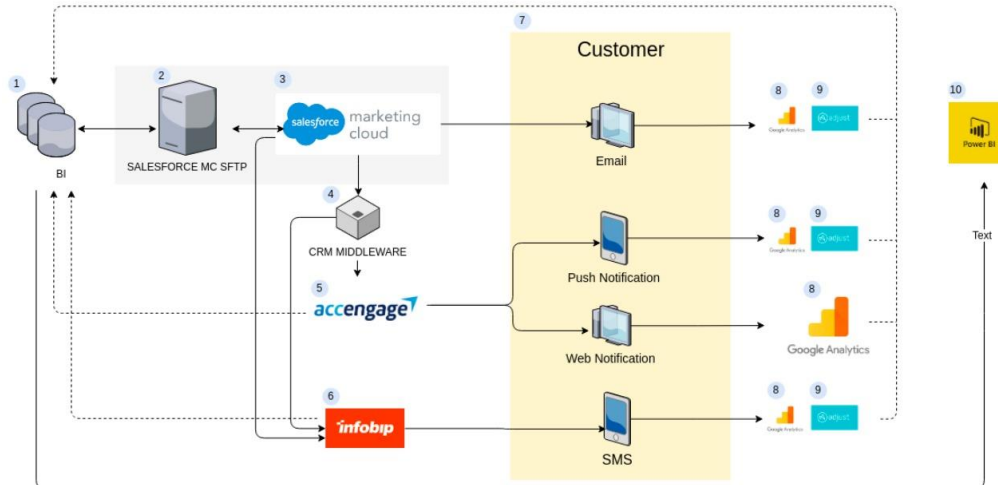 7
Customer
1
2
3
8
9
10
salesforce
marketing
cloud
Google Analytics
adjust
Power BI
Email
SALESFORCE MC SFTP
BI
4
8
9
Google Analytics
adjust
Text
CRM MIDDLEWARE
Push Notification
5
8
accengage
Google Analytics
Web Notification
6
8
9
infobip
Google Analytics
adjust
SMS